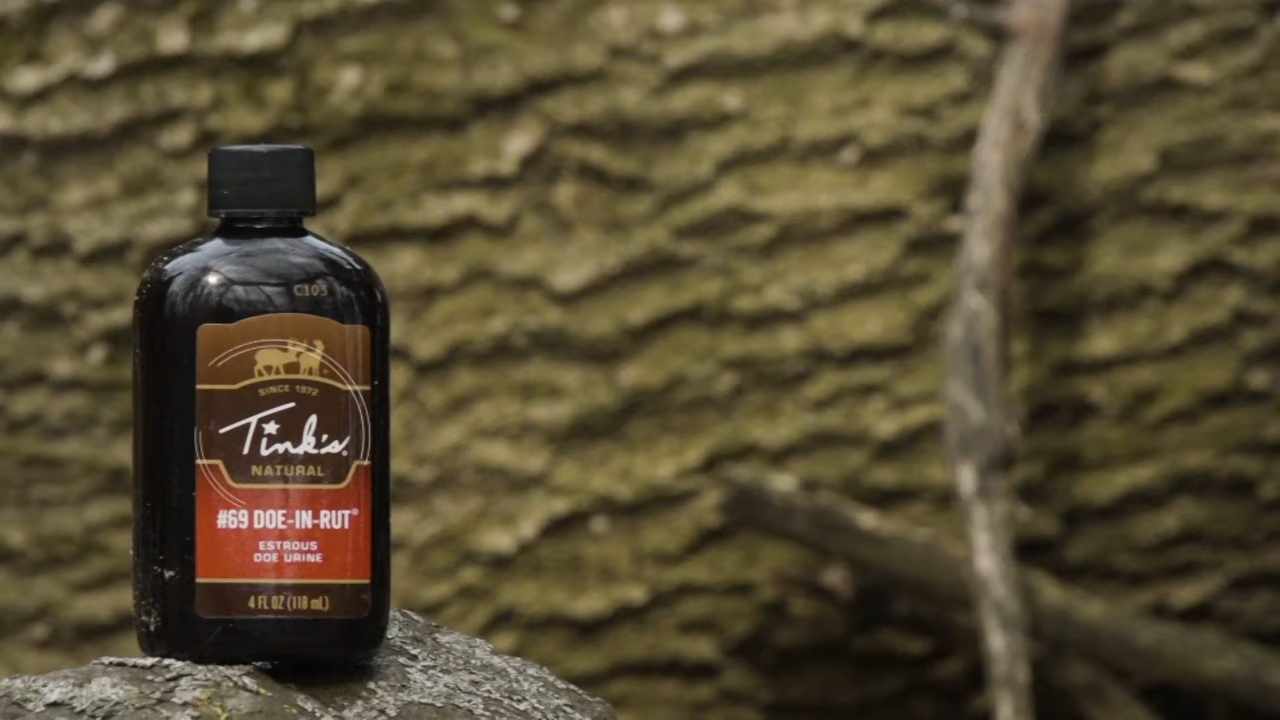 C103
SINCE 1972
Tink's.
NATURAL
#69 DOE-IN-RUT®
ESTROUS
DOE URINE
4 FL OZ (118 mL)